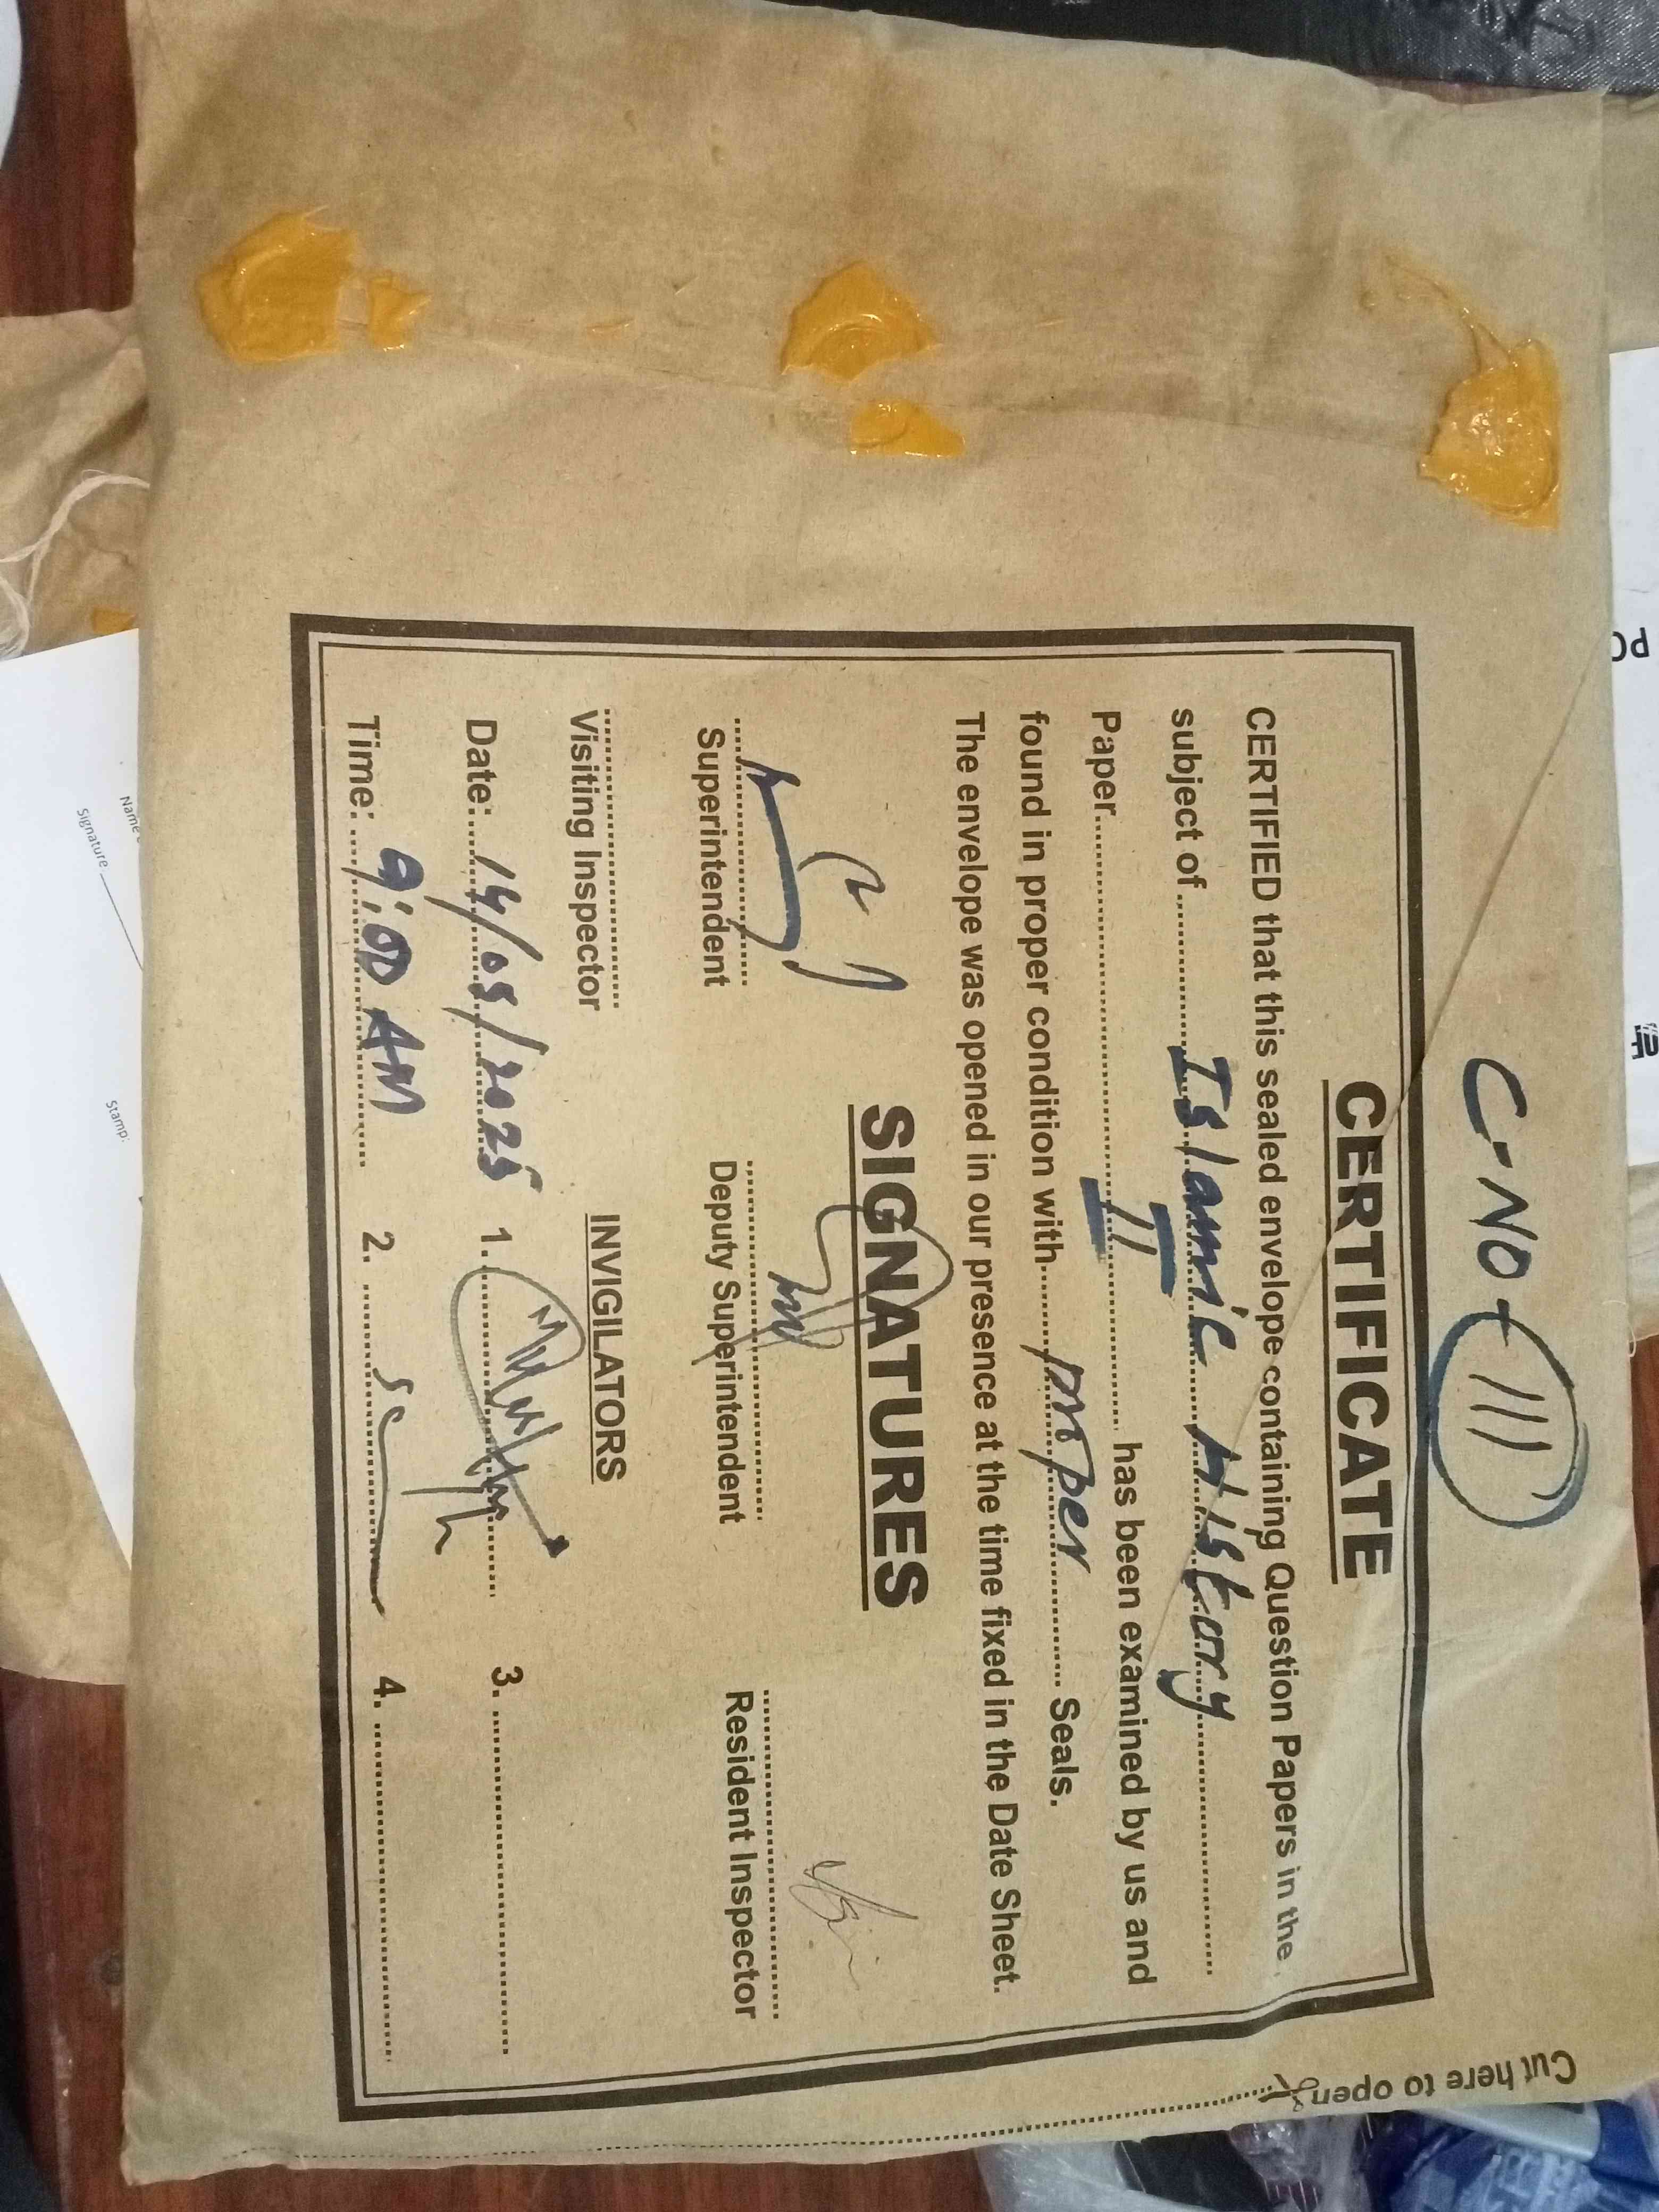 C-NO- 111
CERTIFICATE
CERTIFIED that this sealed envelope containing Question Papers in the
subject of Islamic History
Paper II has been examined by us and
found in proper condition with proper Seals.
The envelope was opened in our presence at the time fixed in the Date Sheet.
SIGNATURES
Superintendent Deputy Superintendent Resident Inspector
Visiting Inspector INVIGILATORS
Date: 14/05/2025 1. 3.
Time: 9:00 AM 2. 4.
Cut here to open
Name
Signature
Stamp: